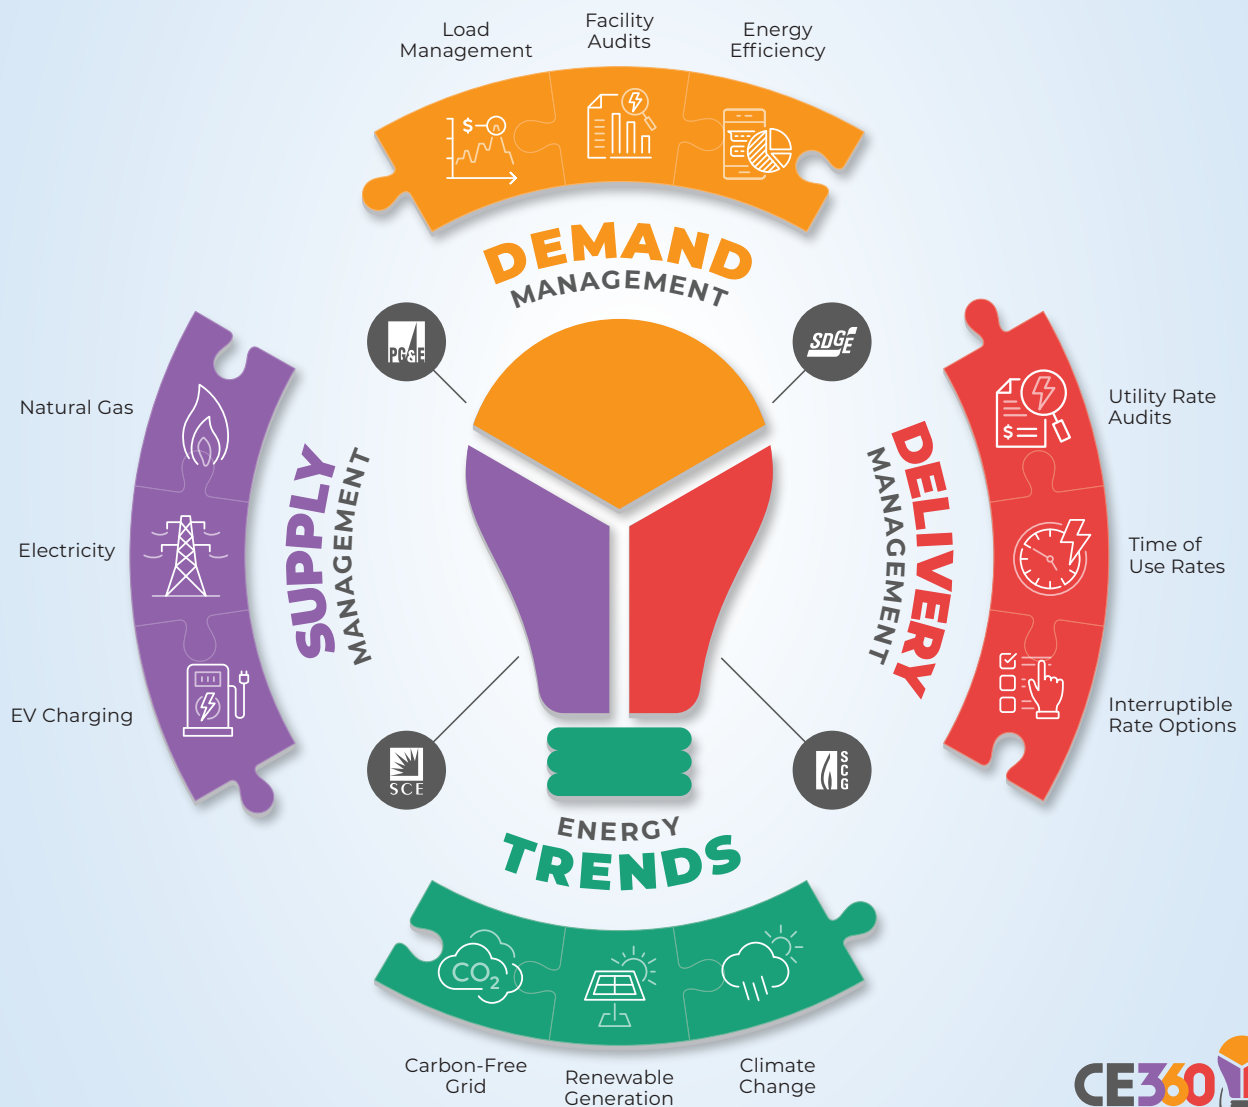 Load
Management
Facility
Audits
Energy
Efficiency
$
DEMAND
MANAGEMENT
PG&E
SDGE
Natural Gas
Electricity
EV Charging
SUPPLY
MANAGEMENT
DELIVERY
MANAGEMENT
$
Utility Rate
Audits
Time of
Use Rates
Interruptible
Rate Options
SCE
SCG
ENERGY
TRENDS
CO2
Carbon-Free
Grid
Renewable
Generation
Climate
Change
CE360